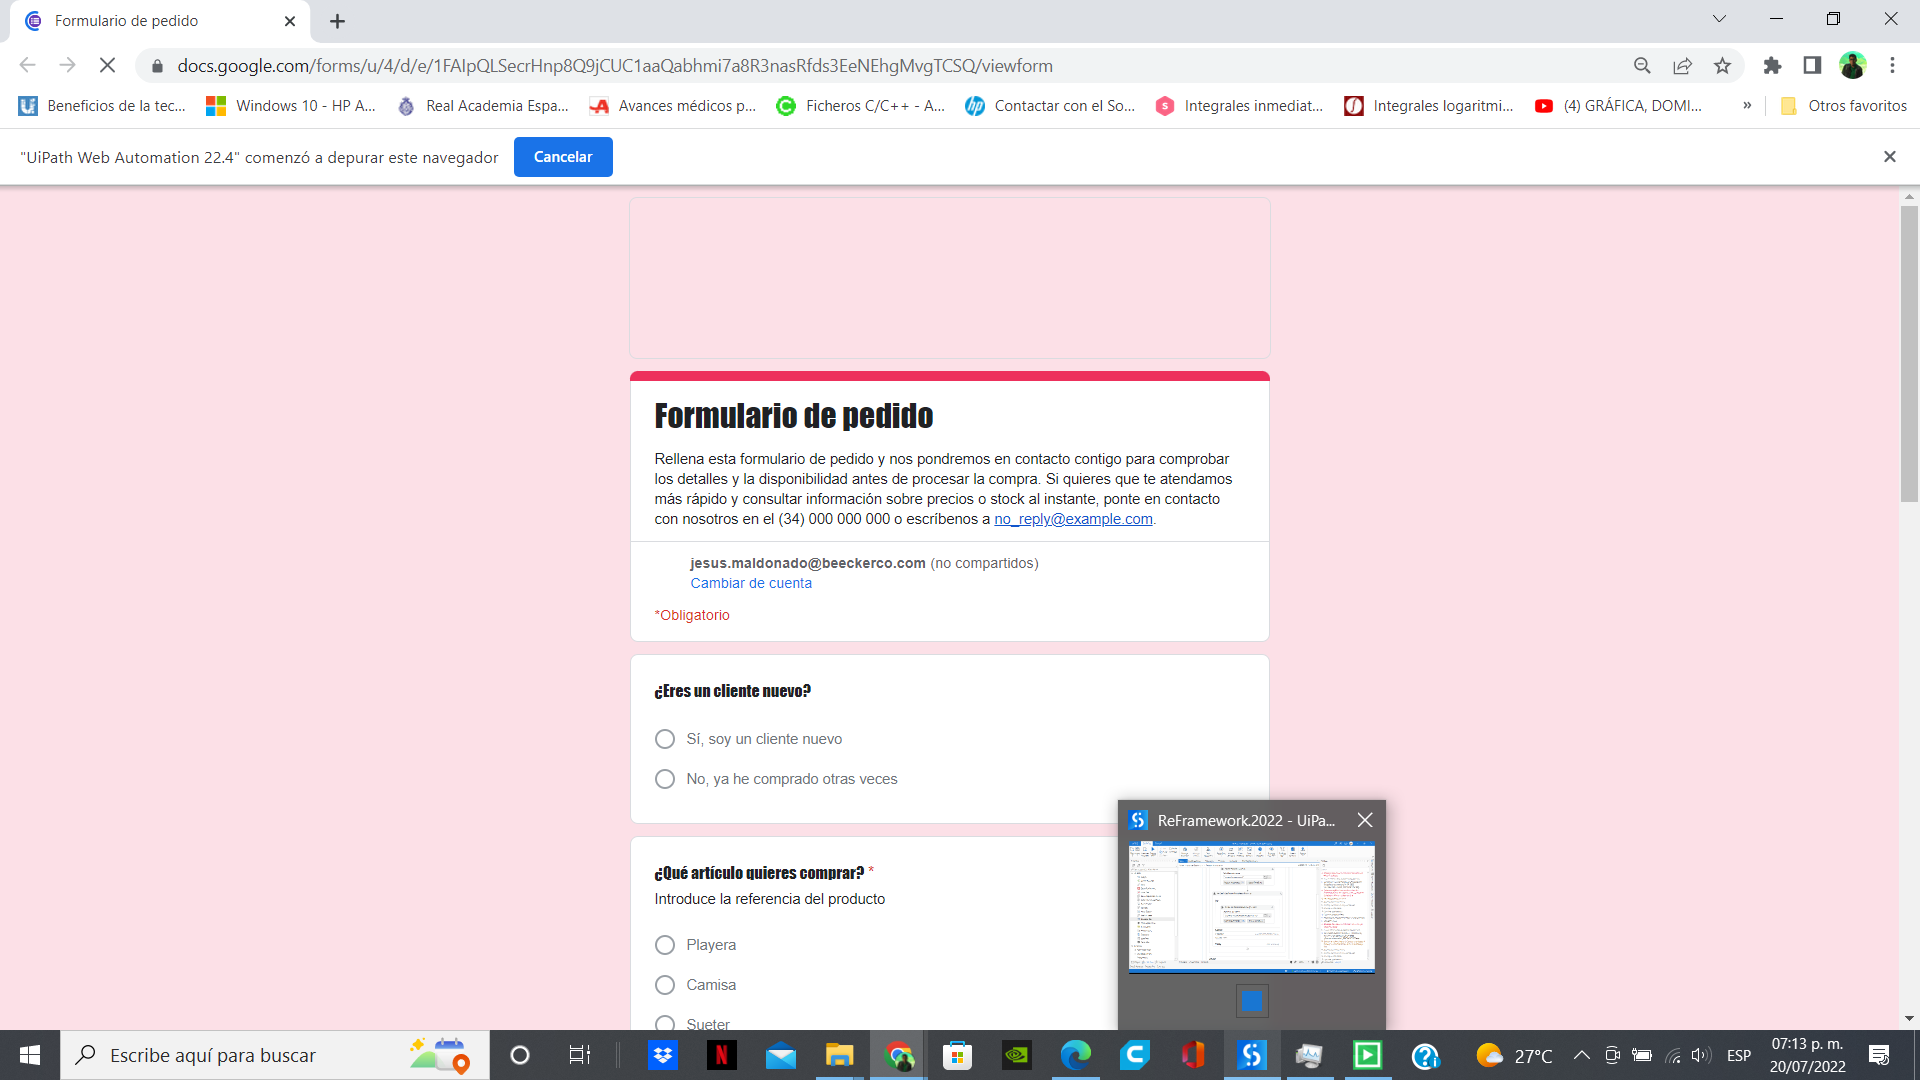 Formulario de pedido
docs.google.com/forms/u/4/d/e/1FAIpQLSecrHnp8Q9jCUC1aaQabhmi7a8R3nasRfds3EeNEhgMvgTCSQ/viewform
Beneficios de la tec...
Windows 10 - HP A...
Real Academia Espa...
Avances médicos p...
Ficheros C/C++ - A...
Contactar con el So...
Integrales inmediat...
Integrales logaritmi...
(4) GRÁFICA, DOMI...
»
Otros favoritos
"UiPath Web Automation 22.4" comenzó a depurar este navegador
Cancelar
Formulario de pedido
Rellena esta formulario de pedido y nos pondremos en contacto contigo para comprobar
los detalles y la disponibilidad antes de procesar la compra. Si quieres que te atendamos
más rápido y consultar información sobre precios o stock al instante, ponte en contacto
con nosotros en el (34) 000 000 000 o escríbenos a no_reply@example.com.
jesus.maldonado@beeckerco.com (no compartidos)
Cambiar de cuenta
*Obligatorio
¿Eres un cliente nuevo?
Sí, soy un cliente nuevo
No, ya he comprado otras veces
¿Qué artículo quieres comprar? *
Introduce la referencia del producto
Playera
Camisa
Sueter
ReFramework.2022 - UiPa...
Escribe aquí para buscar
27°C
ESP
07:13 p. m.
20/07/2022